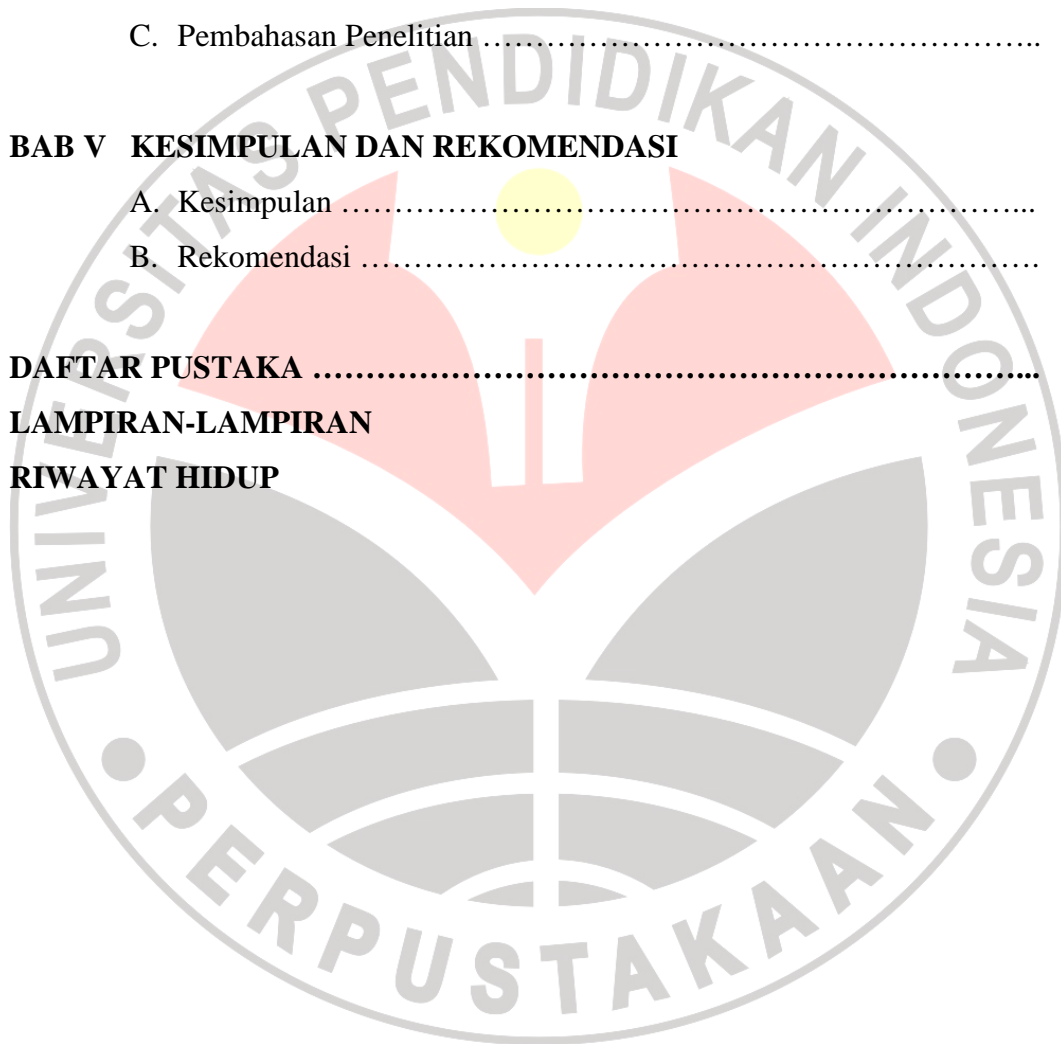 C. Pembahasan Penelitian ……………………………………………..
BAB V KESIMPULAN DAN REKOMENDASI
A. Kesimpulan ………………………………………………………...
B. Rekomendasi ……………………………………………………….
DAFTAR PUSTAKA …………………………………………………………...
LAMPIRAN-LAMPIRAN
RIWAYAT HIDUP
UNIVERSITAS PENDIDIKAN INDONESIA
PERPUSTAKAAN